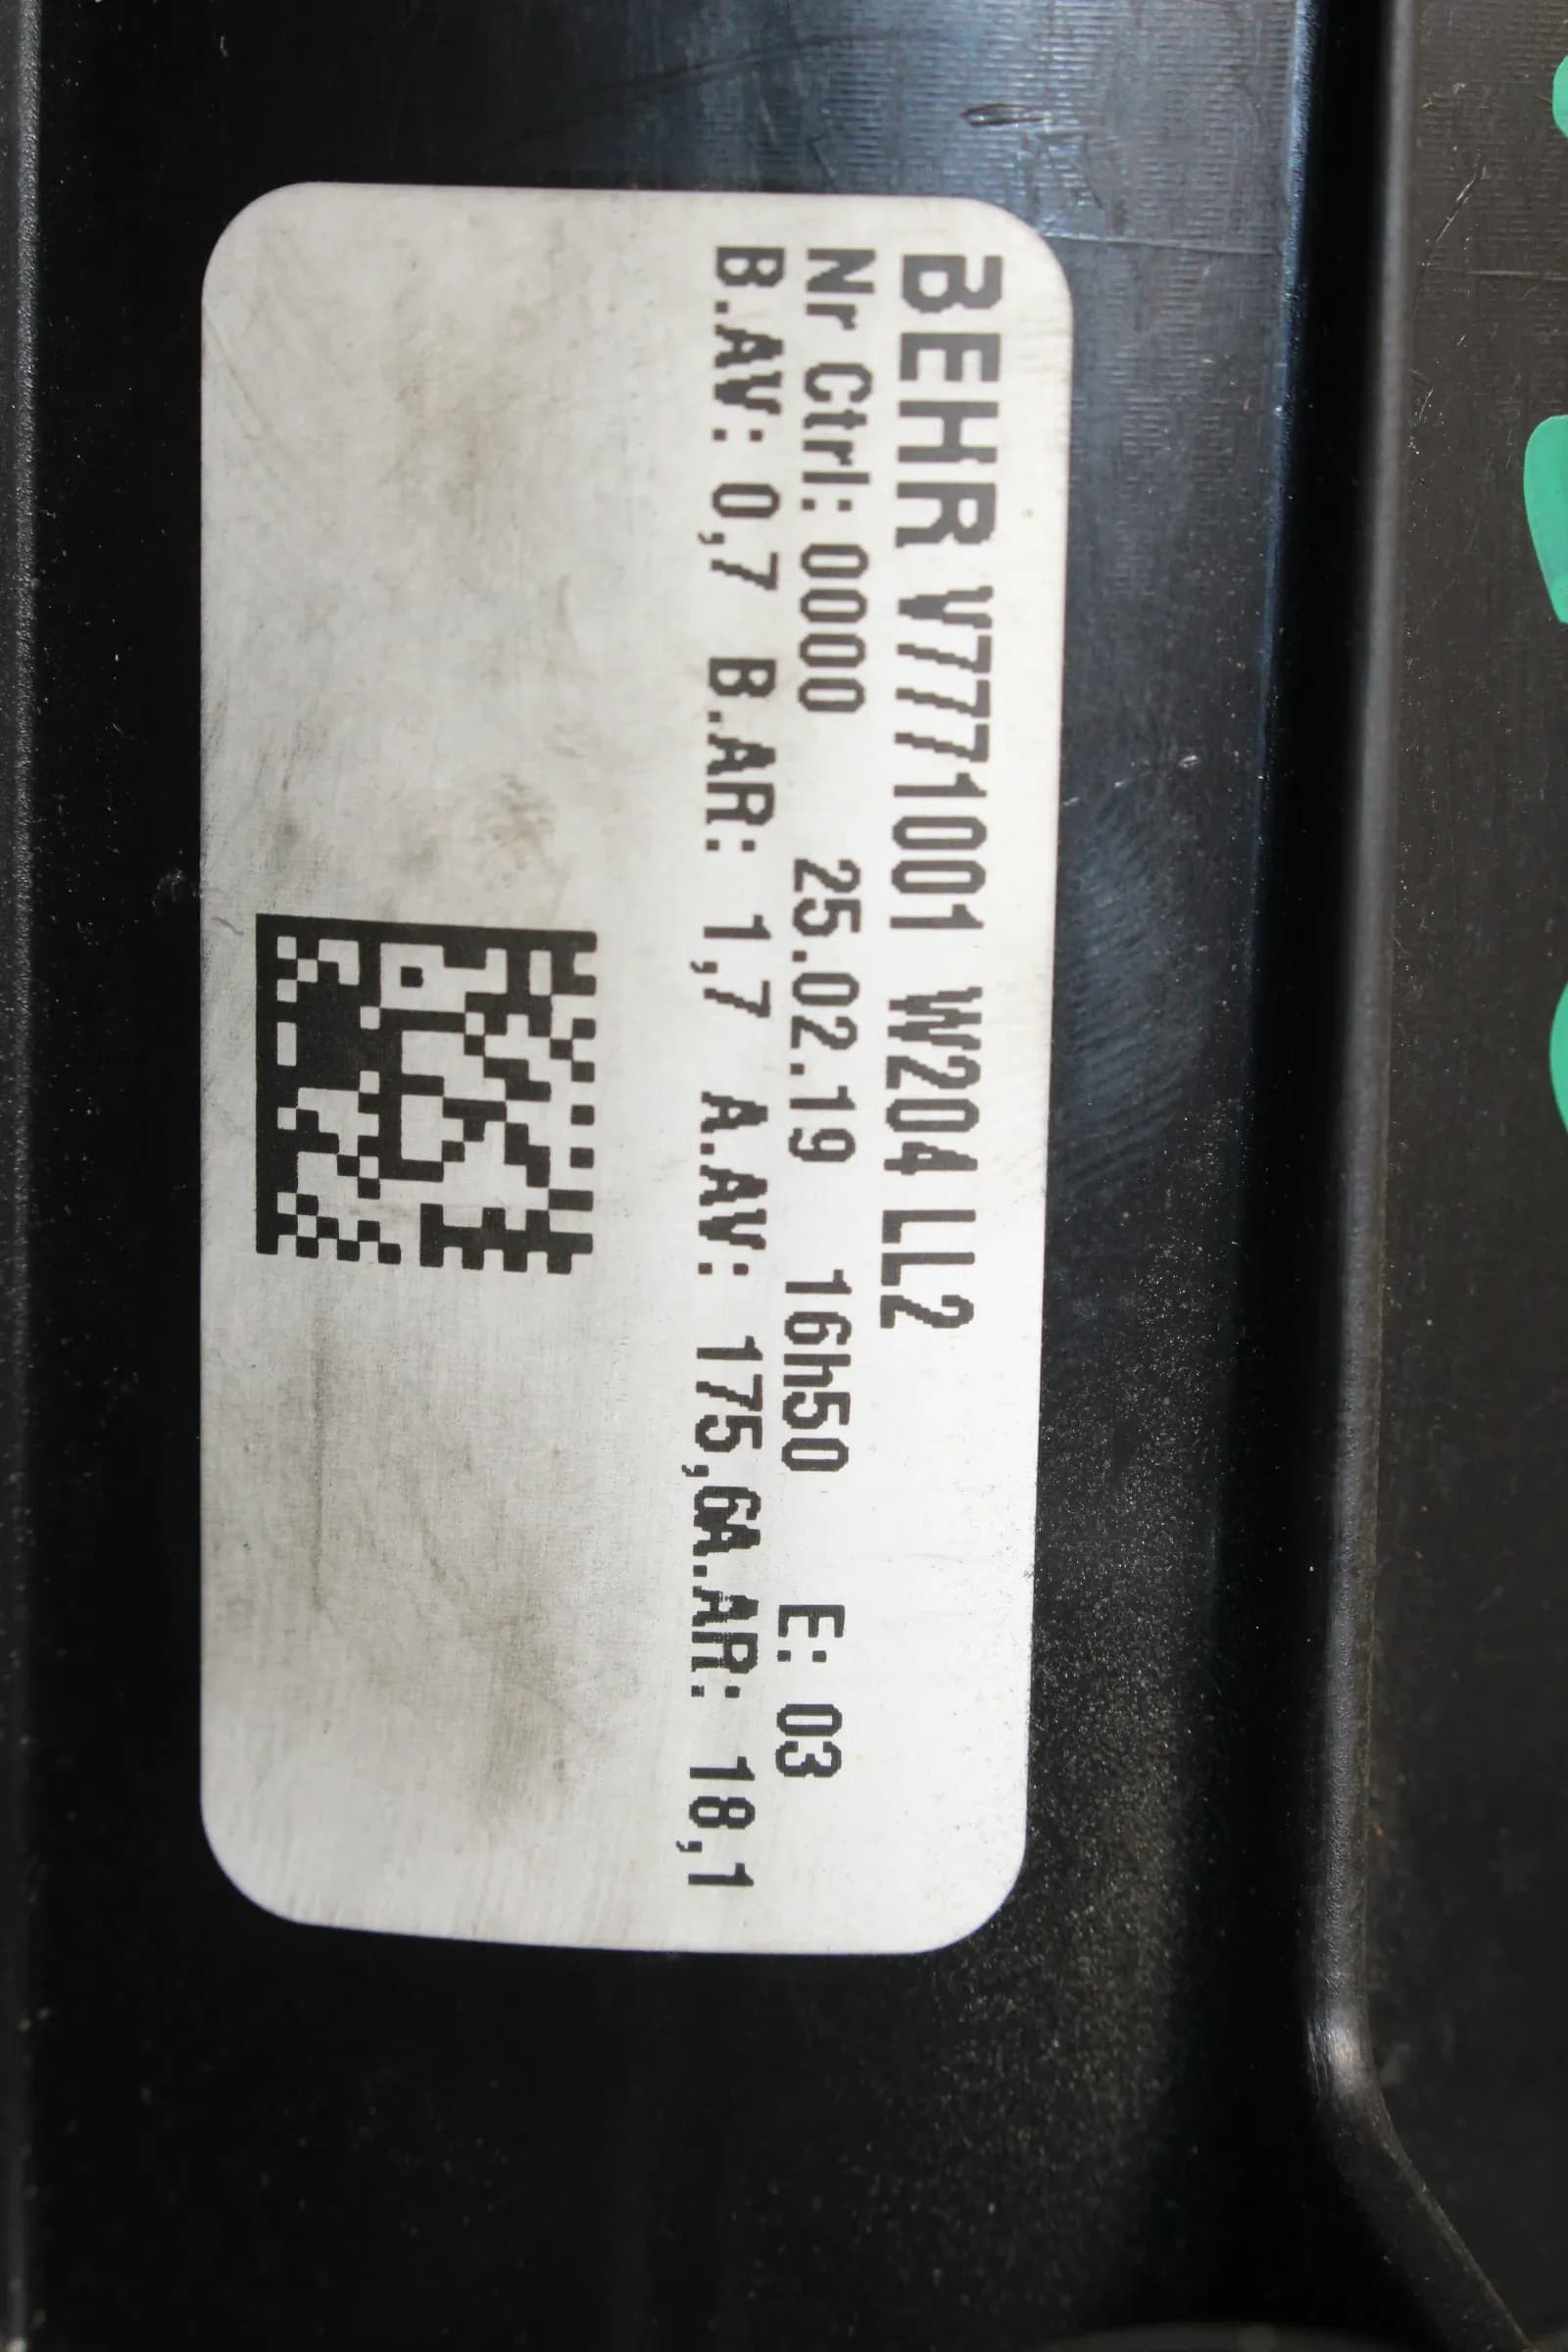 BEHR V7771001 W204 LL2
Nr Ctrl: 0000 25.02.19 16h50 E: 03
B.AV: 0,7 B.AR: 1,7 A.AV: 175,6A.AR: 18,1